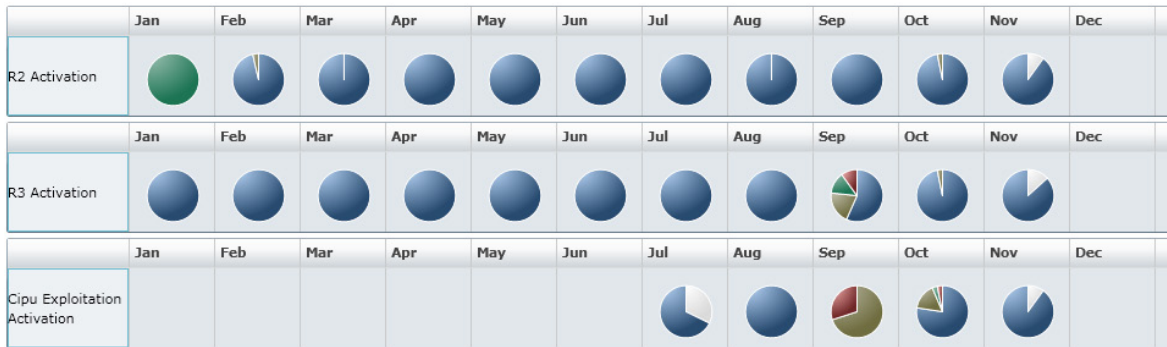 Jan Feb Mar Apr May Jun Jul Aug Sep Oct Nov Dec
R2 Activation
Jan Feb Mar Apr May Jun Jul Aug Sep Oct Nov Dec
R3 Activation
Jan Feb Mar Apr May Jun Jul Aug Sep Oct Nov Dec
Cipu Exploitation
Activation